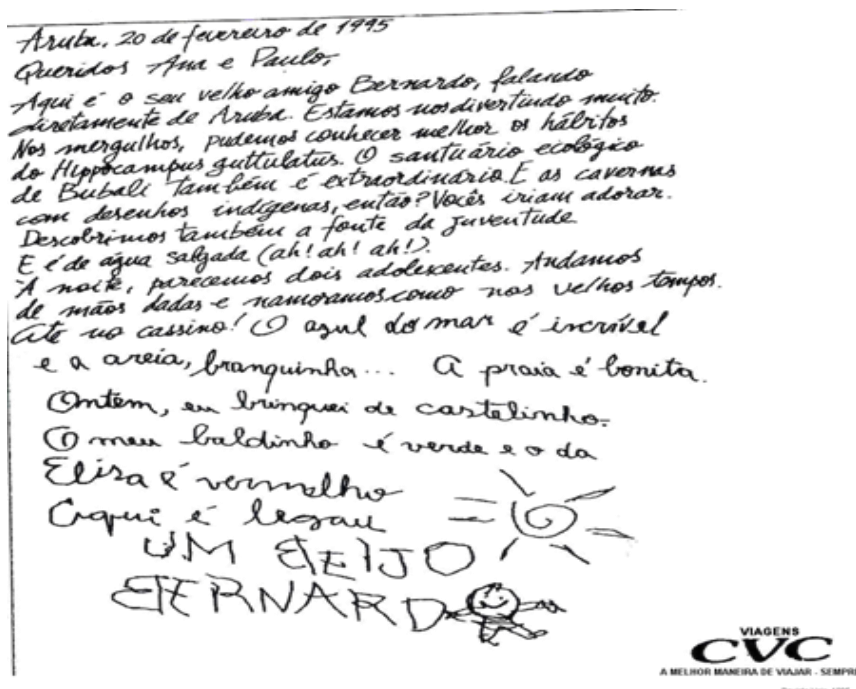 Aruba, 20 de fevereiro de 1995
Queridos Ana e Paulo,
Aqui é o seu velho amigo Bernardo, falando
diretamente de Aruba. Estamos nos divertindo muito.
Nos mergulhos, pudemos conhecer melhor os hábitos
do Hippocampus guttulatus. O santuário ecológico
de Bubali também é extraordinário. E as cavernas
com desenhos indígenas, então? Vocês iriam adorar.
Descobrimos também a fonte da juventude
E é de água salgada (ah! ah! ah!).
À noite, parecemos dois adolescentes. Andamos
de mãos dadas e namoramos como nos velhos tempos.
Até no cassino! O azul do mar é incrível
e a areia, branquinha... A praia é bonita.
Ontem, eu brinquei de castelinho.
O meu baldinho é verde e o da
Elisa é vermelho
Aqui é legau
UM BEIJO
BERNARDO
VIAGENS
CVC
A MELHOR MANEIRA DE VIAJAR - SEMPRE